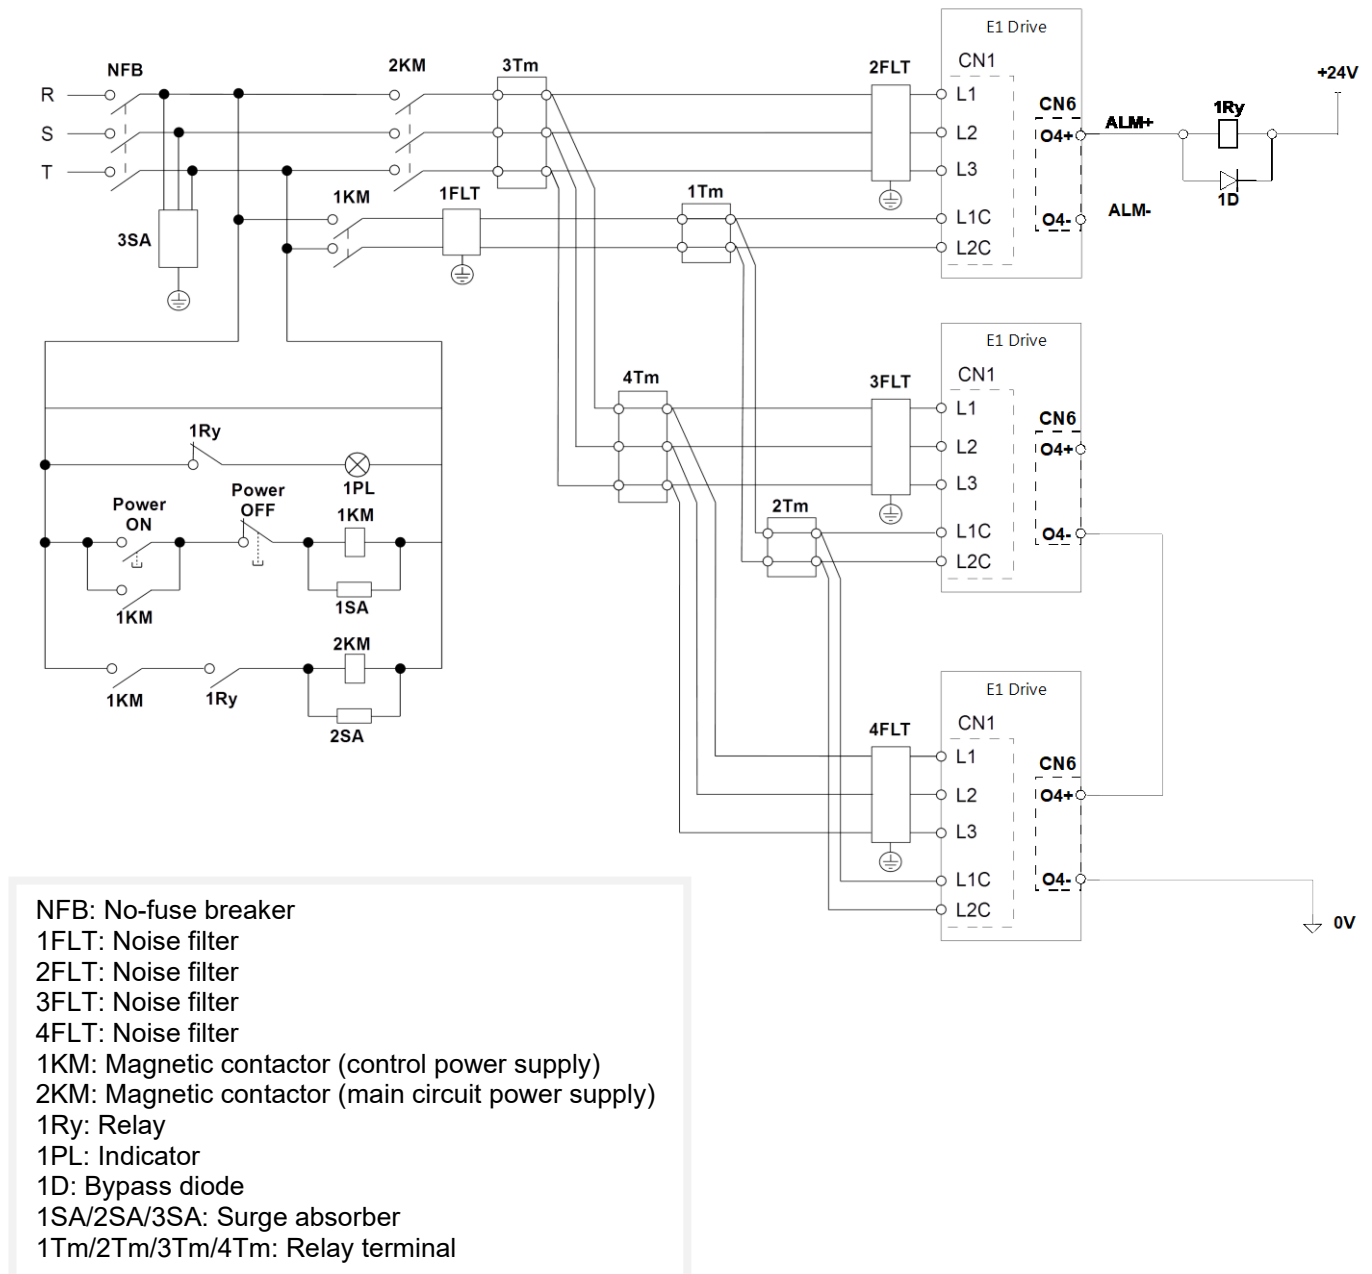 E1 Drive
NFB
2KM
3Tm
2FLT
CN1
+24V
R
L1
CN6
1Ry
S
L2
O4+
ALM+
T
L3
1KM
1FLT
1Tm
1D
3SA
L1C
O4-
ALM-
L2C
E1 Drive
4Tm
3FLT
CN1
L1
CN6
1Ry
L2
O4+
1PL
L3
Power
ON
Power
OFF
1KM
2Tm
L1C
O4-
L2C
1KM
1SA
2KM
1KM
1Ry
2SA
E1 Drive
4FLT
CN1
L1
CN6
L2
O4+
L3
L1C
O4-
L2C
0V
NFB: No-fuse breaker
1FLT: Noise filter
2FLT: Noise filter
3FLT: Noise filter
4FLT: Noise filter
1KM: Magnetic contactor (control power supply)
2KM: Magnetic contactor (main circuit power supply)
1Ry: Relay
1PL: Indicator
1D: Bypass diode
1SA/2SA/3SA: Surge absorber
1Tm/2Tm/3Tm/4Tm: Relay terminal